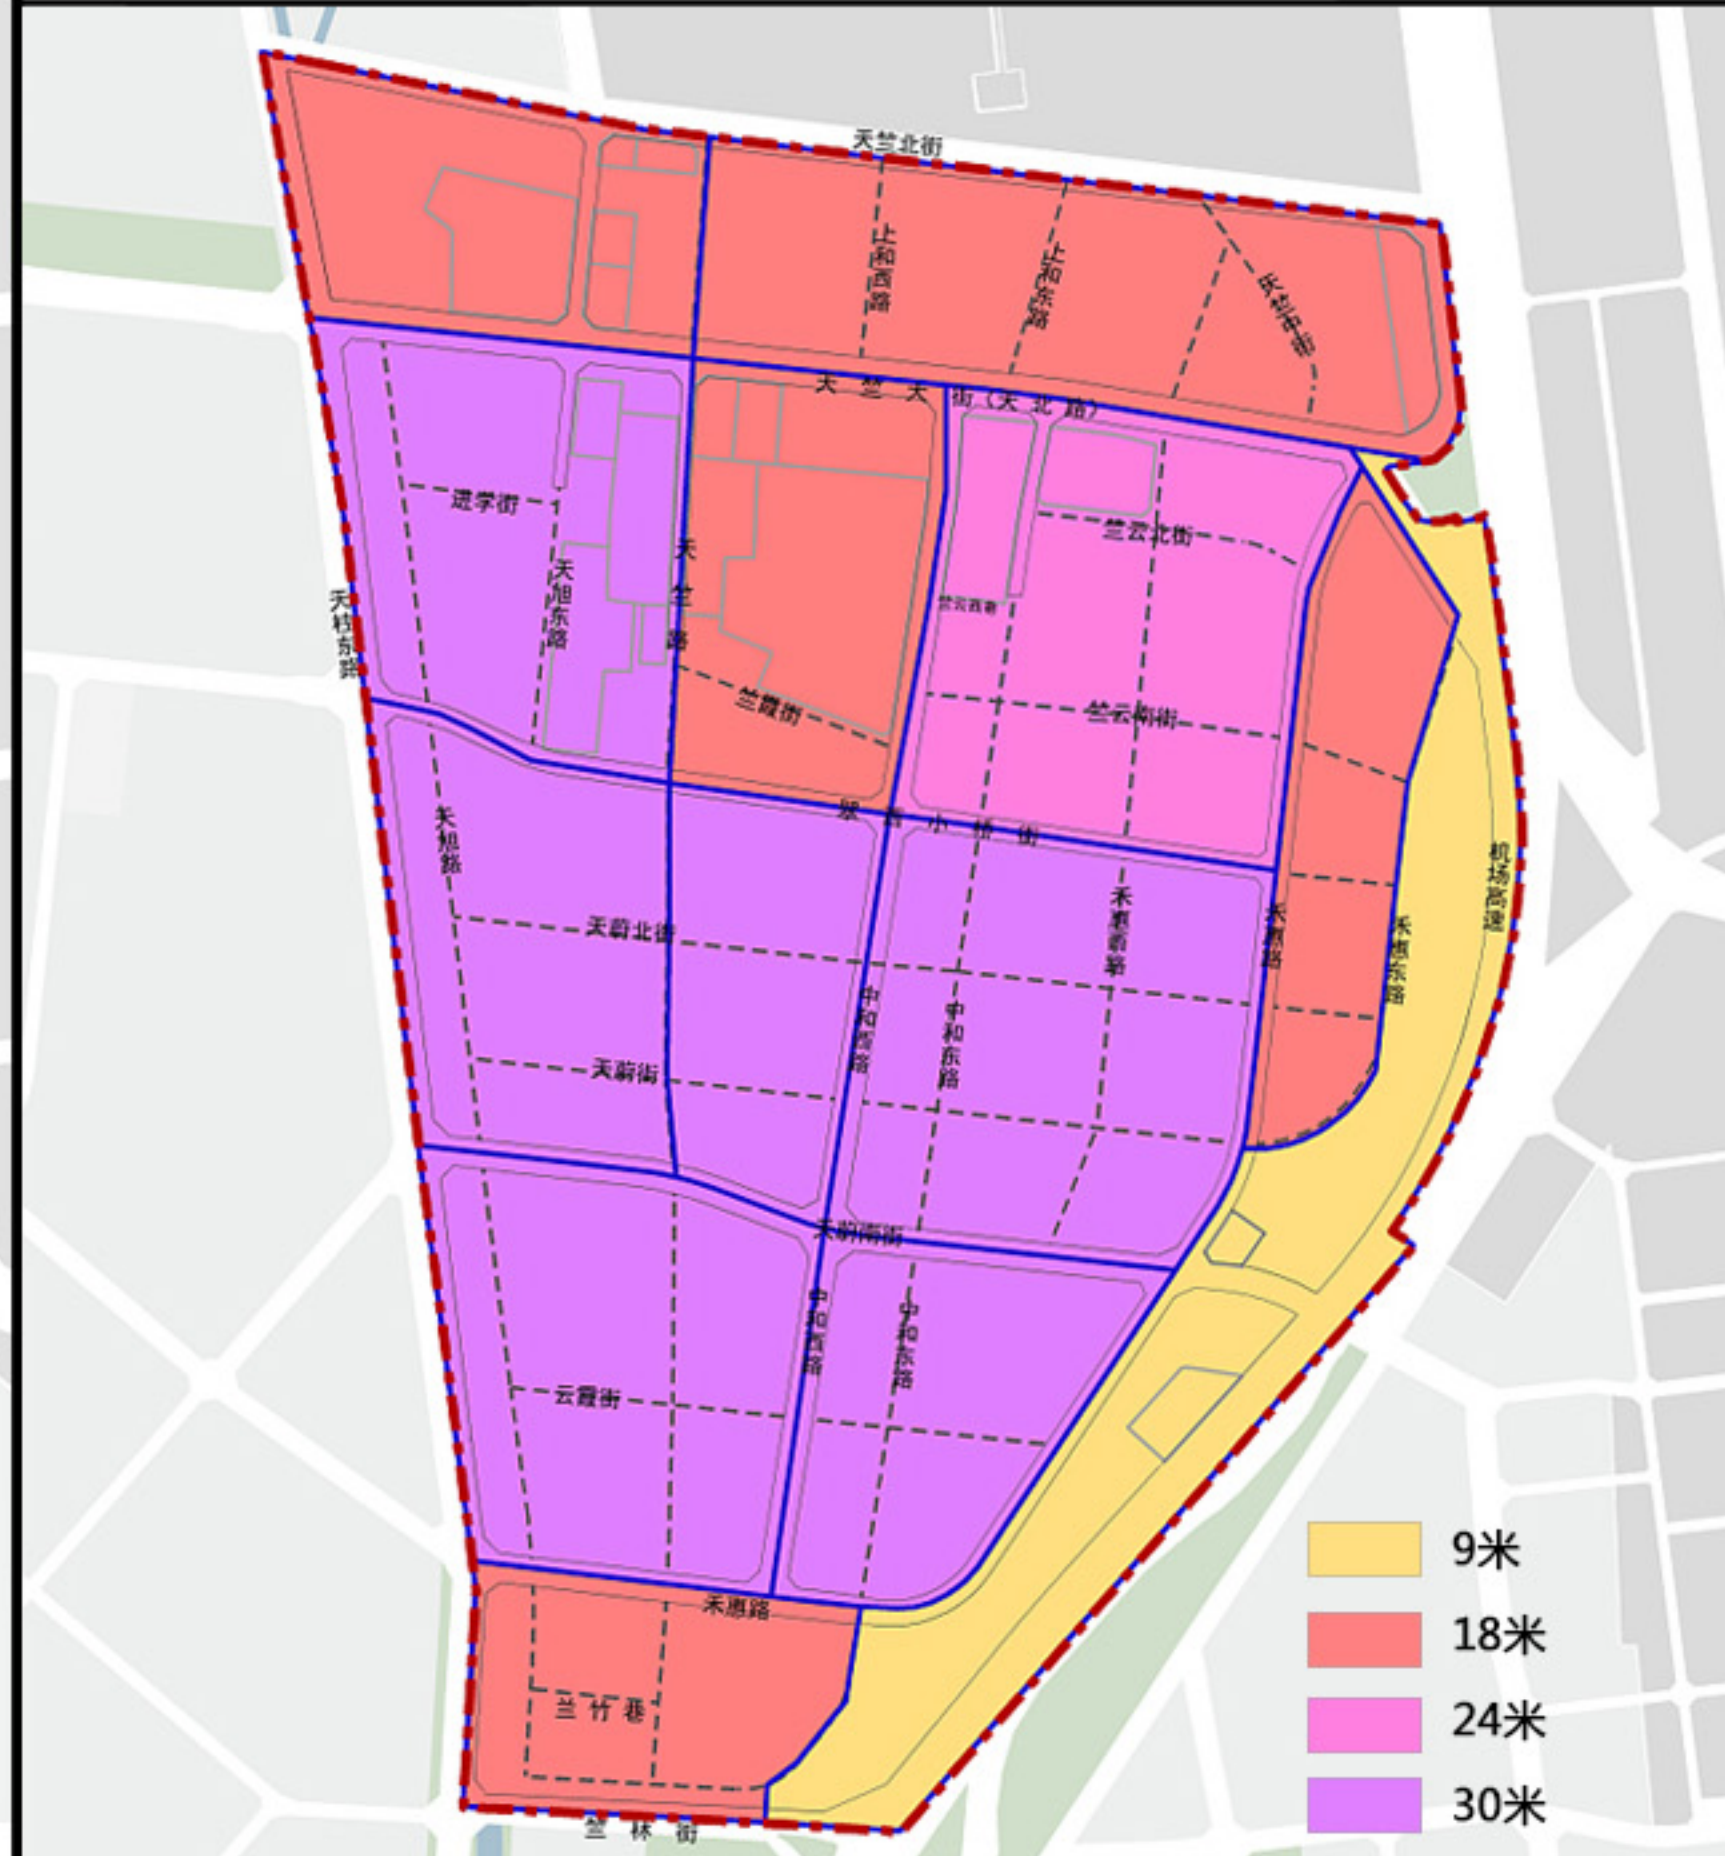 天竺北街
上和西路
上和东路
天竺中街
天竺大街（天北路）
进学街
竺云北街
天旭东路
天竺路
竺云西巷
天柱东路
竺霞街
竺云南街
翠西小桥街
天旭路
机场高速
天蔚北街
禾惠蔚路
禾惠路
禾惠东路
中和西路
中和东路
天蔚街
天蔚南街
中和西路
中和东路
云霞街
禾惠路
兰竹巷
竺林街
9米
18米
24米
30米